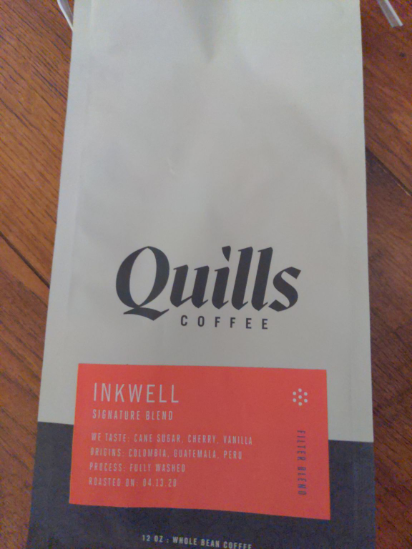 Quills
COFFEE
INKWELL
SIGNATURE BLEND
WE TASTE: CANE SUGAR, CHERRY, VANILLA
ORIGINS: COLOMBIA, GUATEMALA, PERU
PROCESS: FULLY WASHED
ROASTED ON: 04.13.20
FILTER BLEND
12 OZ : WHOLE BEAN COFFEE